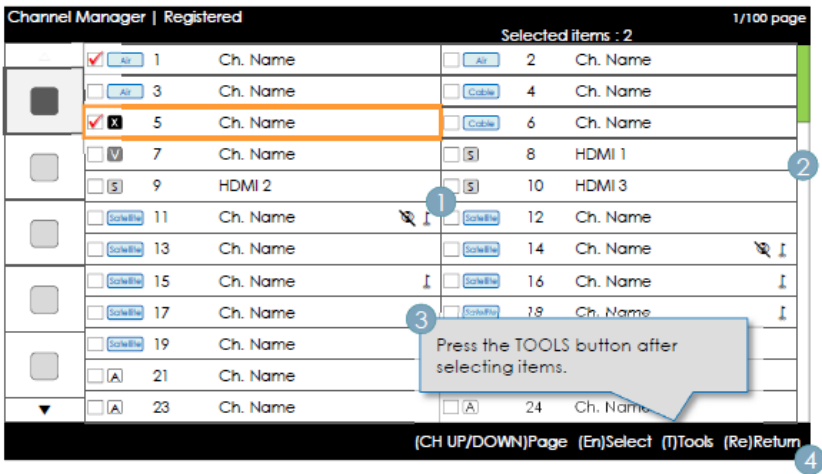 Channel Manager | Registered
1/100 page
Selected items : 2
Air 1 Ch. Name Air 2 Ch. Name
Air 3 Ch. Name Cable 4 Ch. Name
X 5 Ch. Name Cable 6 Ch. Name
V 7 Ch. Name S 8 HDMI 1
S 9 HDMI 2 S 10 HDMI 3
1
2
Satellite 11 Ch. Name Satellite 12 Ch. Name
Satellite 13 Ch. Name Satellite 14 Ch. Name
Satellite 15 Ch. Name Satellite 16 Ch. Name
Satellite 17 Ch. Name Satellite 18 Ch. Name
3
Press the TOOLS button after
selecting items.
Satellite 19 Ch. Name
A 21 Ch. Name
A 23 Ch. Name A 24 Ch. Name
(CH UP/DOWN)Page (En)Select (T)Tools (Re)Return
4